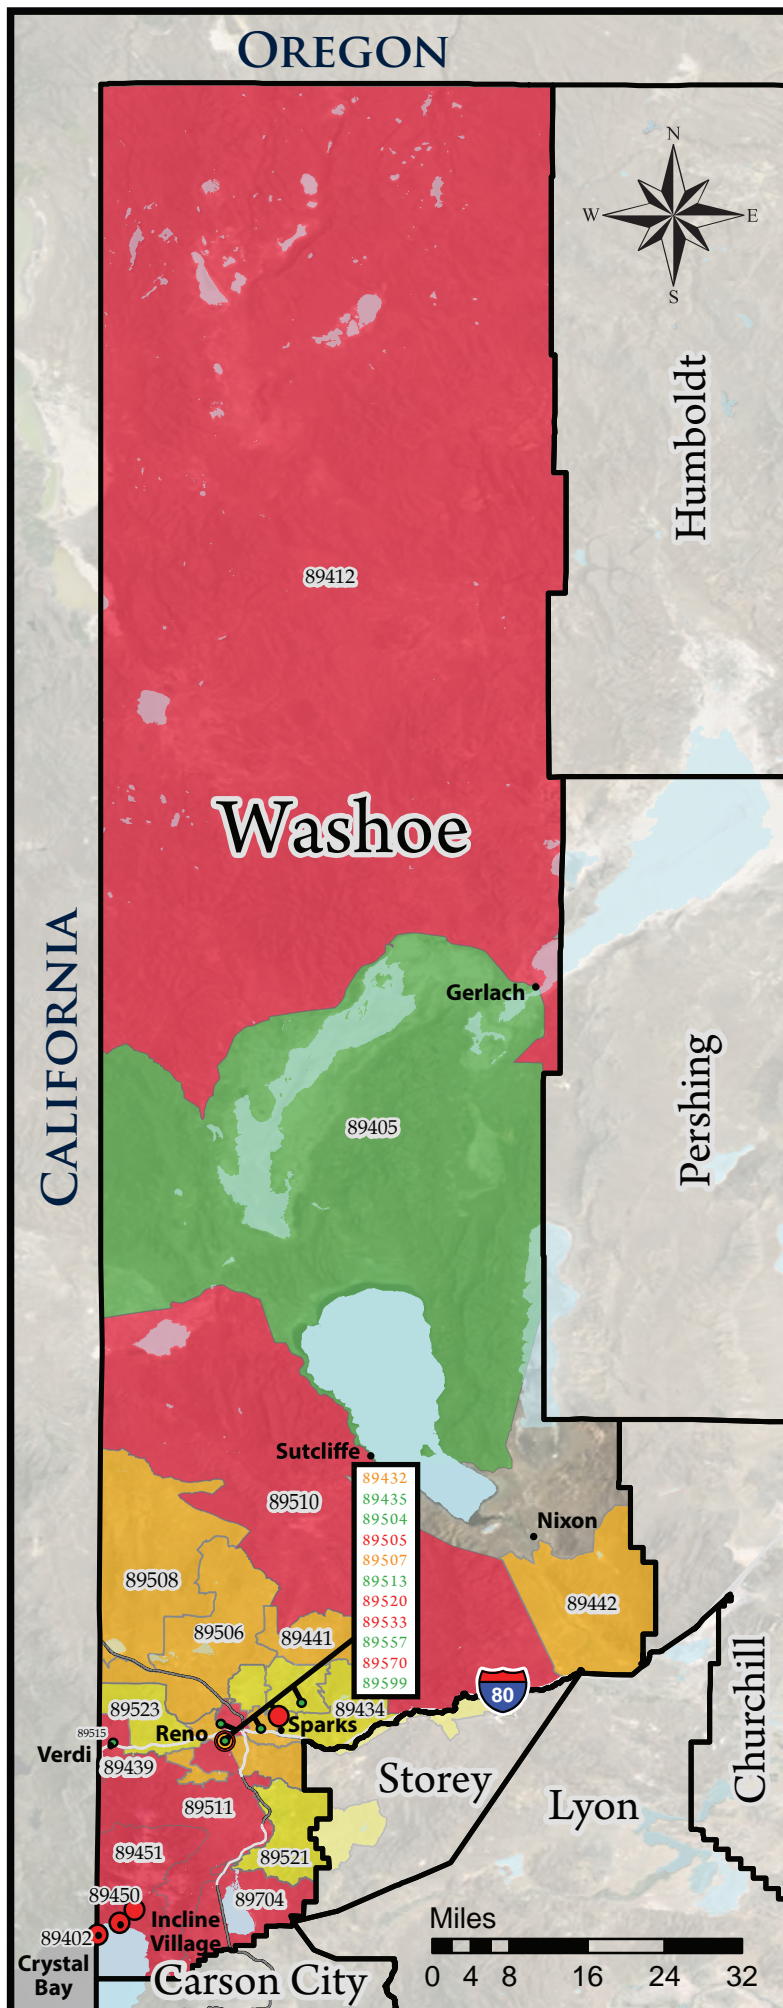 OREGON
N
W
E
S
Humboldt
89412
Washoe
CALIFORNIA
Gerlach
Pershing
89405
Sutcliffe
89432
89435
89504
89505
89507
89513
89520
89533
89557
89570
89599
89510
Nixon
89508
89442
89506
89441
80
89523
89434
Sparks
89515
Reno
Verdi
89439
Churchill
Storey
Lyon
89511
89451
89521
89450
89704
Incline
Village
89402
Crystal
Bay
Carson City
Miles
0 4 8 16 24 32